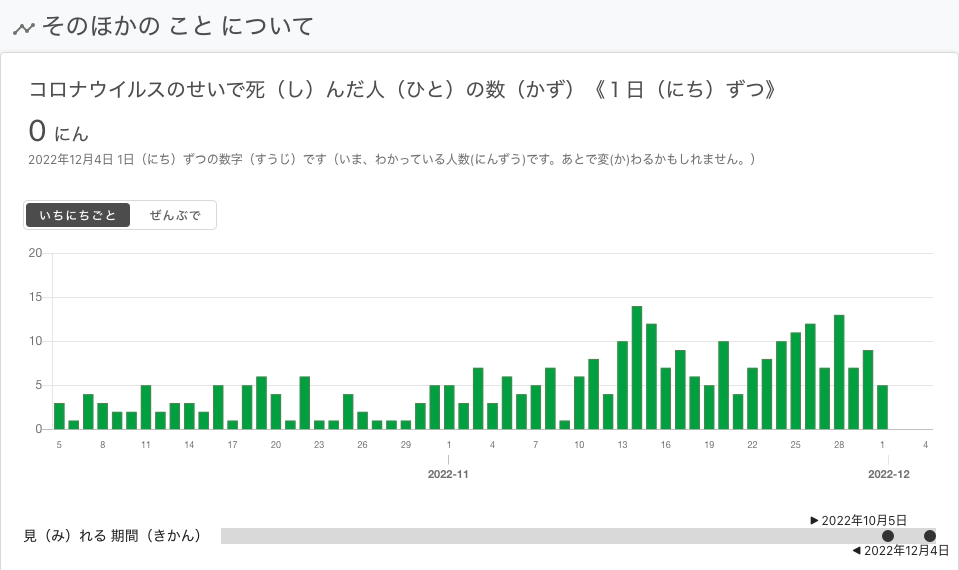 そのほかの こと について
コロナウイルスのせいで死（し）んだ人（ひと）の数（かず）《１日（にち）ずつ》
0 にん
2022年12月4日 1日（にち）ずつの数字（すうじ）です（いま、わかっている人数(にんずう)です。あとで変(か)わるかもしれません。）
いちにちごと ぜんぶで
20
15
10
5
0
5 8 11 14 17 20 23 26 29 1 4 7 10 13 16 19 22 25 28 1 4
2022-11 2022-12
▶ 2022年10月5日
見（み）れる 期間（きかん）
◀ 2022年12月4日